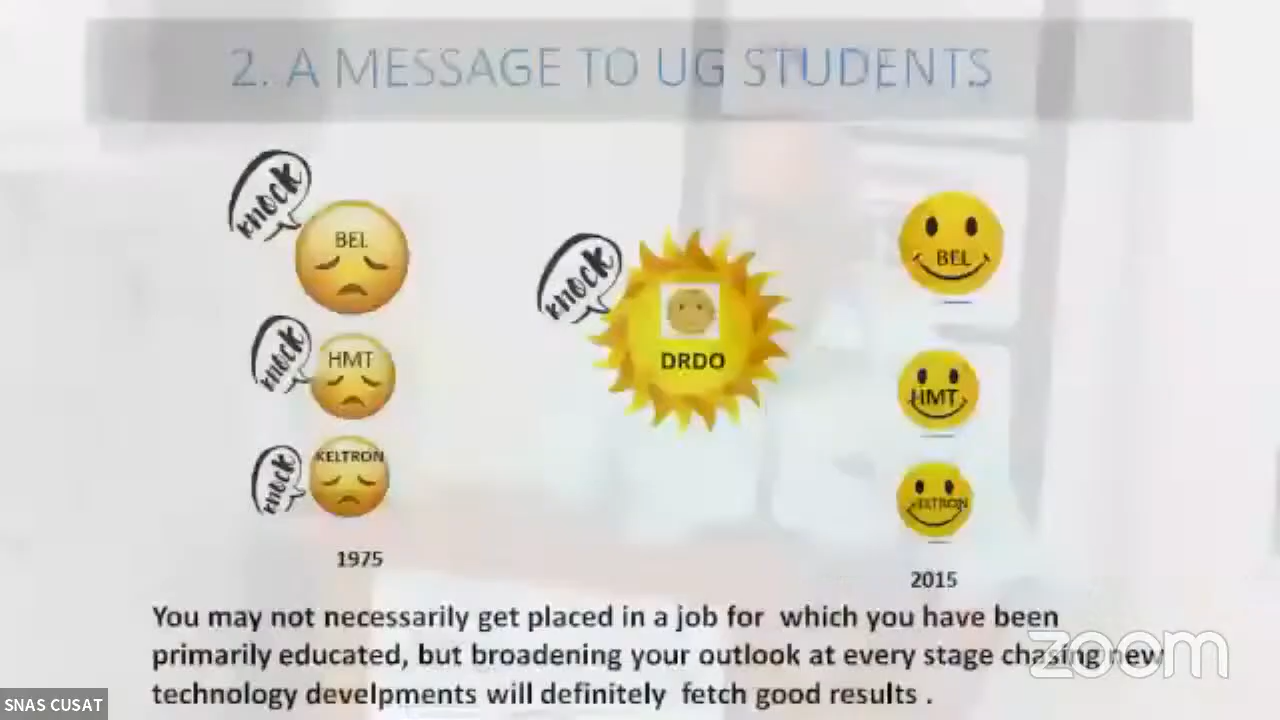 2. A MESSAGE TO UG STUDENTS
knock
BEL
knock
HMT
knock
KELTRON
1975
knock
DRDO
BEL
HMT
KELTRON
2015
You may not necessarily get placed in a job for which you have been
primarily educated, but broadening your outlook at every stage chasing new
technology develpments will definitely fetch good results .
zoom
SNAS CUSAT